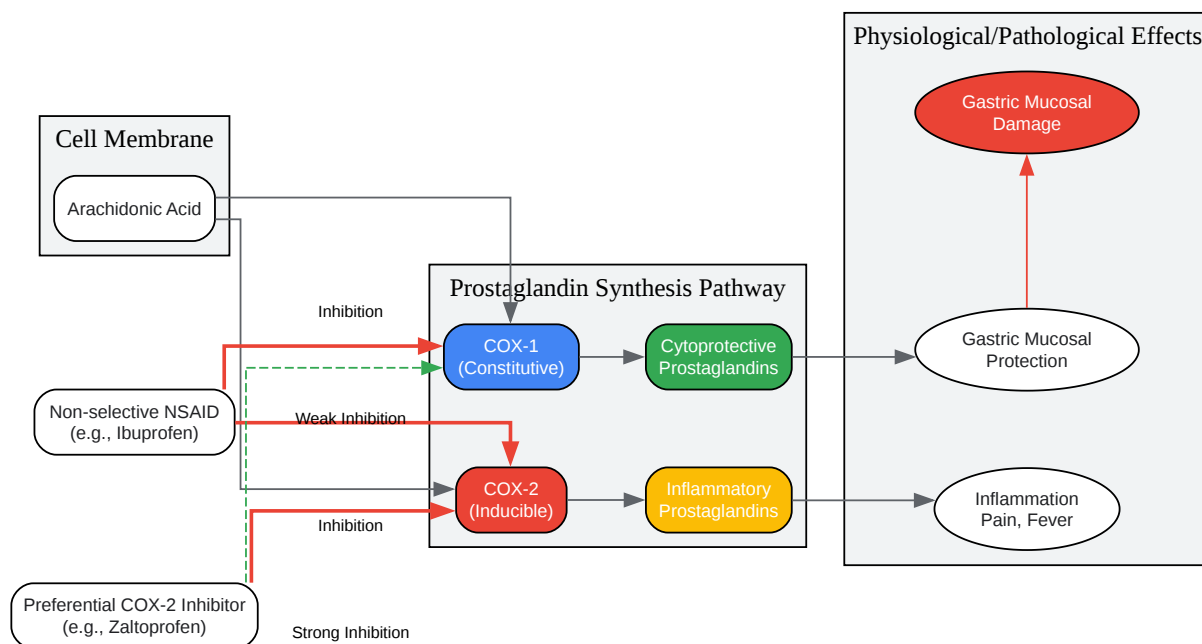 Physiological/Pathological Effects
Gastric Mucosal
Damage
Cell Membrane
Arachidonic Acid
Prostaglandin Synthesis Pathway
Inhibition
COX-1
(Constitutive)
Cytoprotective
Prostaglandins
Gastric Mucosal
Protection
Non-selective NSAID
(e.g., Ibuprofen)
Weak Inhibition
COX-2
(Inducible)
Inflammatory
Prostaglandins
Inflammation
Pain, Fever
Inhibition
Preferential COX-2 Inhibitor
(e.g., Zaltoprofen)
Strong Inhibition